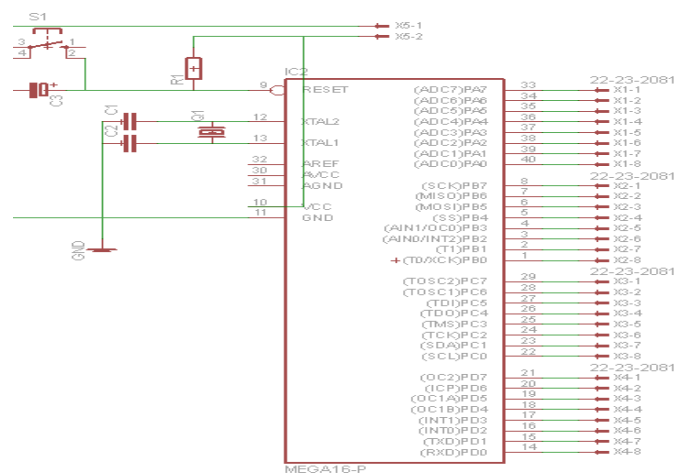 S1
X5-1
X5-2
3 1
4 2
C3
R1
IC2
9 RESET
C1
C2
Q1
12 XTAL2
13 XTAL1
32 AREF
30 AVCC
31 AGND
10 VCC
11 GND
GND
22-23-2081
(ADC7)PA7 33 X1-1
(ADC6)PA6 34 X1-2
(ADC5)PA5 35 X1-3
(ADC4)PA4 36 X1-4
(ADC3)PA3 37 X1-5
(ADC2)PA2 38 X1-6
(ADC1)PA1 39 X1-7
(ADC0)PA0 40 X1-8
22-23-2081
(SCK)PB7 8 X2-1
(MISO)PB6 7 X2-2
(MOSI)PB5 6 X2-3
(SS)PB4 5 X2-4
(AIN1/OC0)PB3 4 X2-5
(AIN0/INT2)PB2 3 X2-6
(T1)PB1 2 X2-7
(T0/XCK)PB0 1 X2-8
22-23-2081
(TOSC2)PC7 29 X3-1
(TOSC1)PC6 28 X3-2
(TDI)PC5 27 X3-3
(TDO)PC4 26 X3-4
(TMS)PC3 25 X3-5
(TCK)PC2 24 X3-6
(SDA)PC1 23 X3-7
(SCL)PC0 22 X3-8
22-23-2081
(OC2)PD7 21 X4-1
(ICP)PD6 20 X4-2
(OC1A)PD5 19 X4-3
(OC1B)PD4 18 X4-4
(INT1)PD3 17 X4-5
(INT0)PD2 16 X4-6
(TXD)PD1 15 X4-7
(RXD)PD0 14 X4-8
MEGA16-P